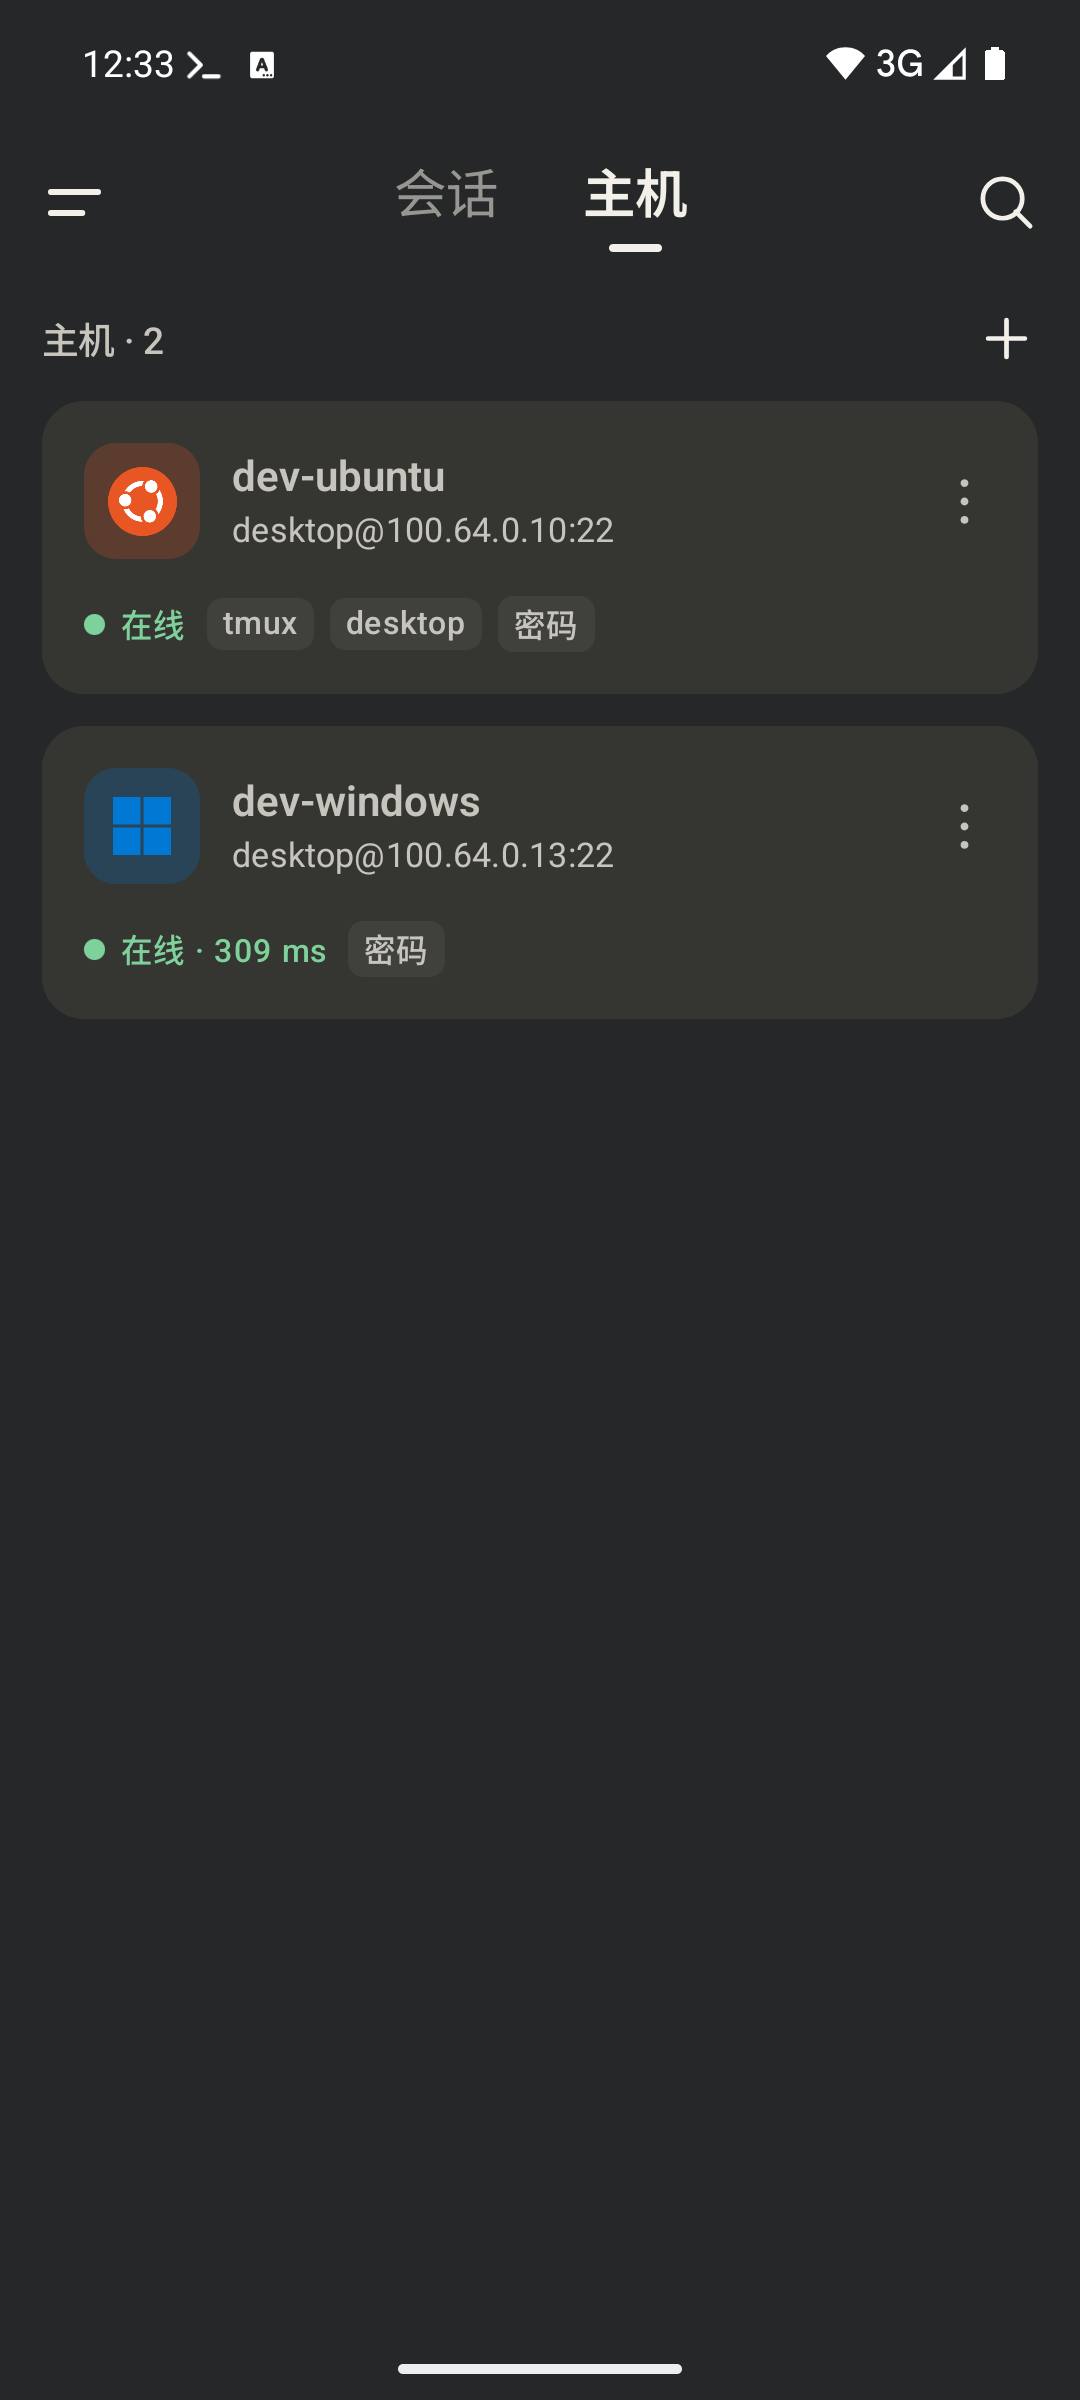 12:33
3G
会话 主机
主机 · 2
dev-ubuntu
desktop@100.64.0.10:22
在线 tmux desktop 密码
dev-windows
desktop@100.64.0.13:22
在线 · 309 ms 密码